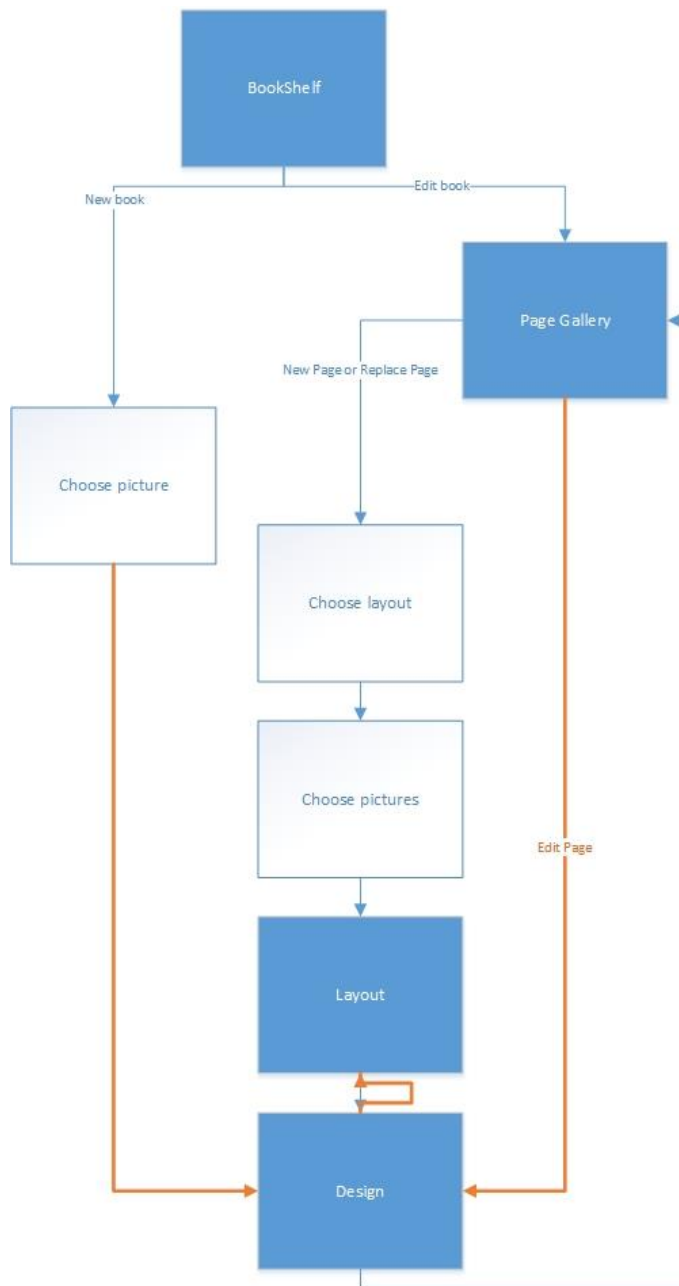 BookShelf
New book
Edit book
Page Gallery
New Page or Replace Page
Choose picture
Choose layout
Choose pictures
Edit Page
Layout
Design